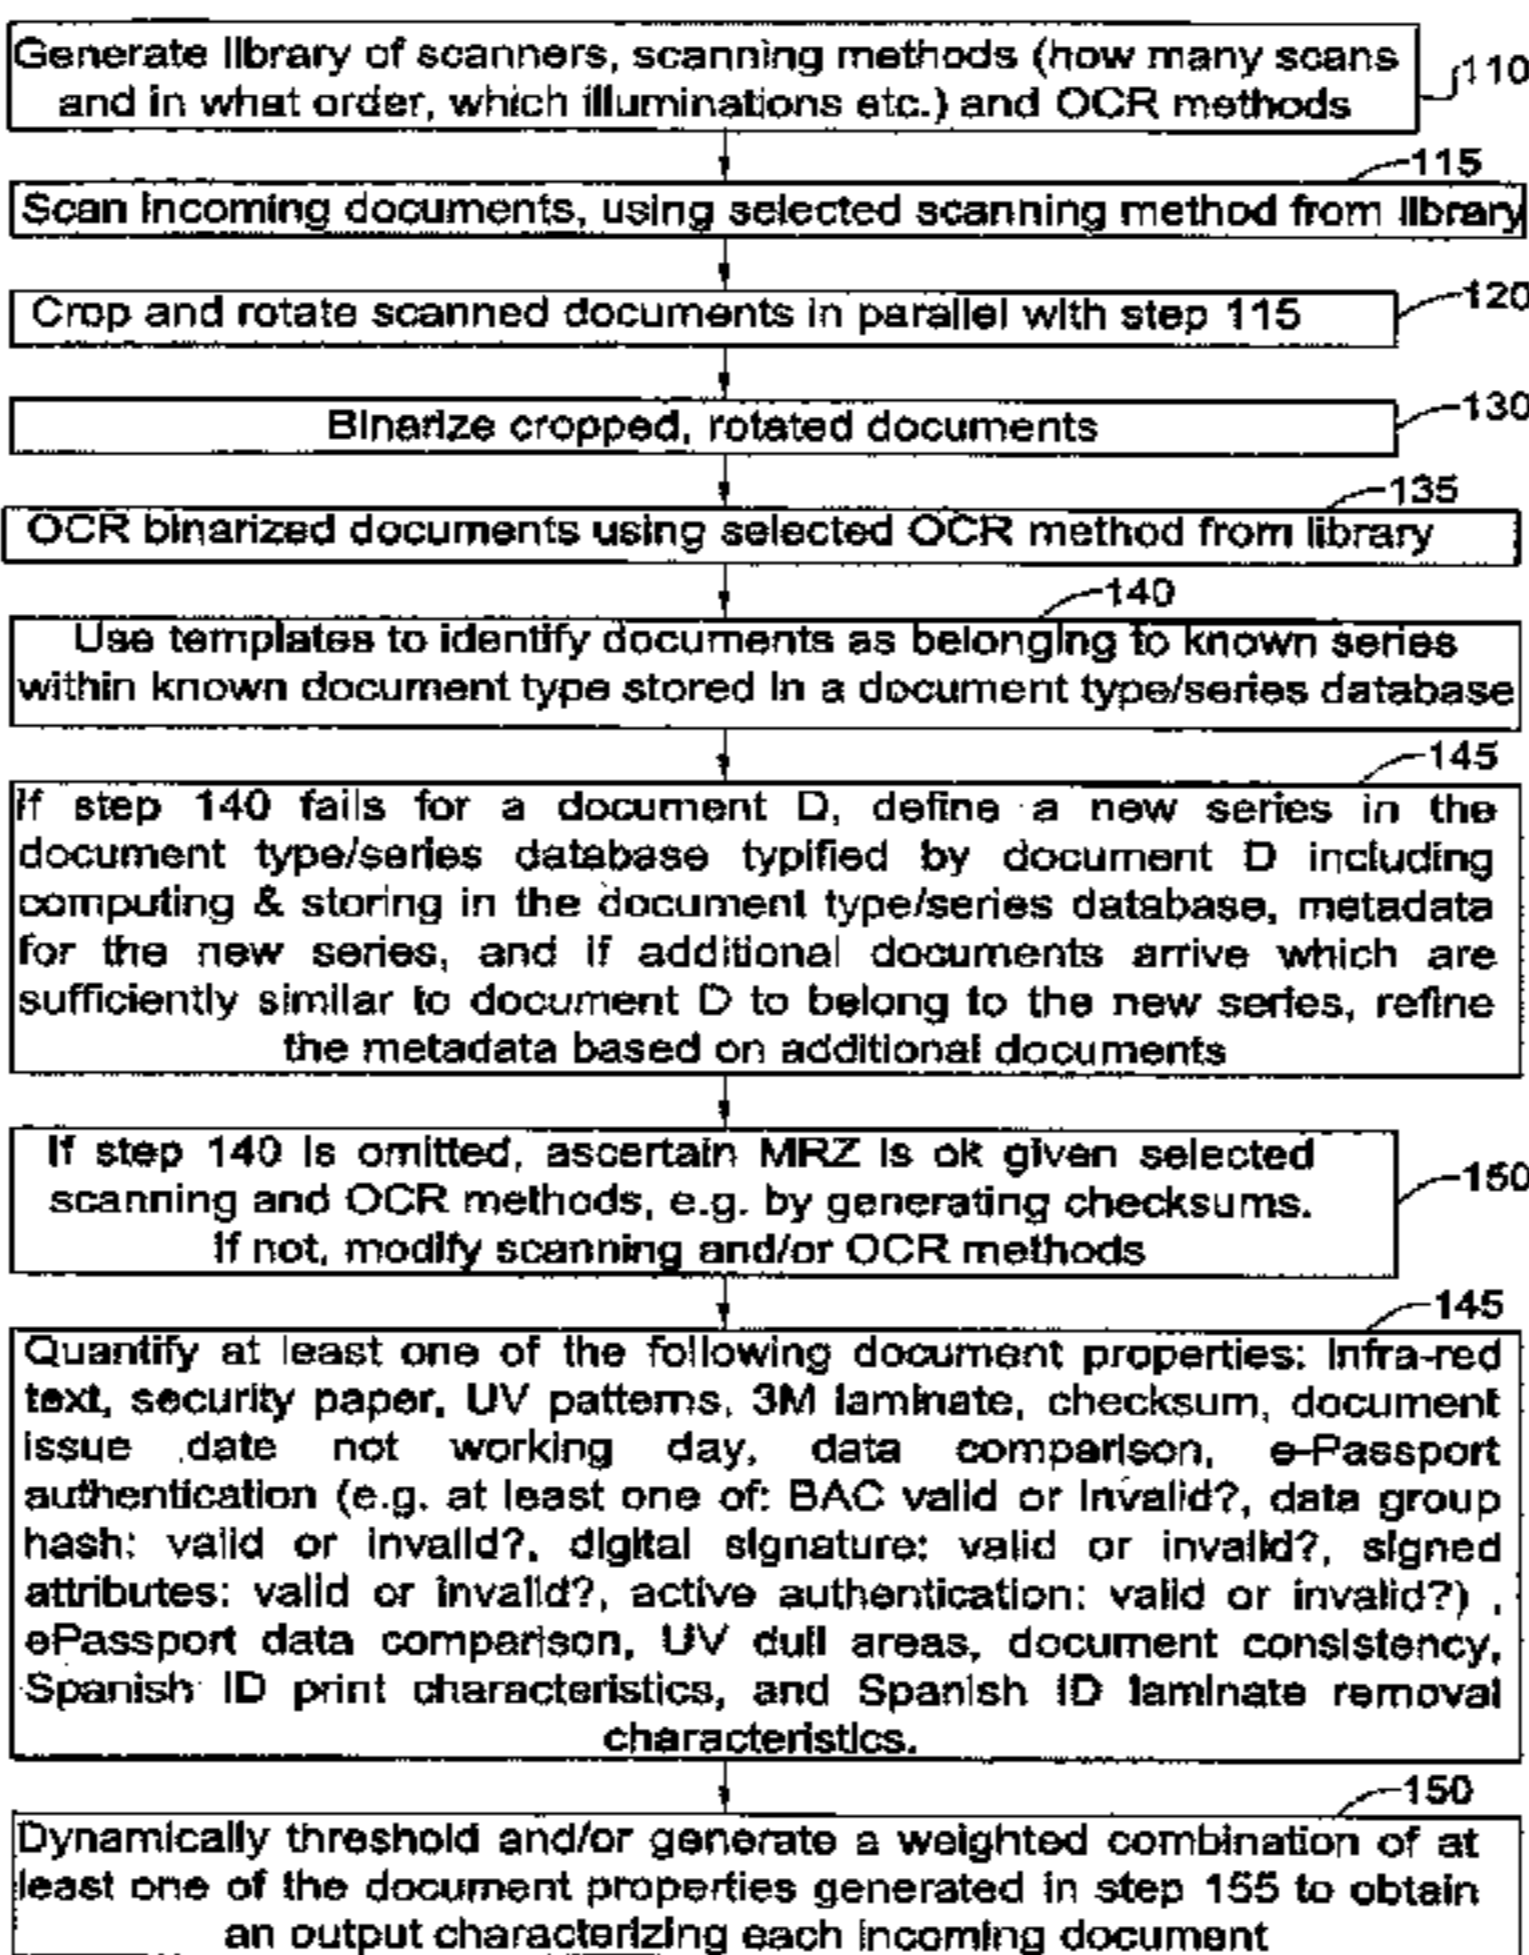 Generate library of scanners, scanning methods (how many scans
and in what order, which illuminations etc.) and OCR methods
110
115
Scan incoming documents, using selected scanning method from library
120
Crop and rotate scanned documents in parallel with step 115
130
Binarize cropped, rotated documents
135
OCR binarized documents using selected OCR method from library
140
Use templates to identify documents as belonging to known series
within known document type stored in a document type/series database
145
If step 140 fails for a document D, define a new series in the
document type/series database typified by document D including
computing & storing in the document type/series database, metadata
for the new series, and if additional documents arrive which are
sufficiently similar to document D to belong to the new series, refine
the metadata based on additional documents
If step 140 is omitted, ascertain MRZ is ok given selected
scanning and OCR methods, e.g. by generating checksums.
If not, modify scanning and/or OCR methods
150
145
Quantify at least one of the following document properties: Infra-red
text, security paper, UV patterns, 3M laminate, checksum, document
issue date not working day, data comparison, e-Passport
authentication (e.g. at least one of: BAC valid or invalid?, data group
hash: valid or invalid?, digital signature: valid or invalid?, signed
attributes: valid or invalid?, active authentication: valid or invalid?) ,
ePassport data comparison, UV dull areas, document consistency,
Spanish ID print characteristics, and Spanish ID laminate removal
characteristics.
150
Dynamically threshold and/or generate a weighted combination of at
least one of the document properties generated in step 155 to obtain
an output characterizing each incoming document